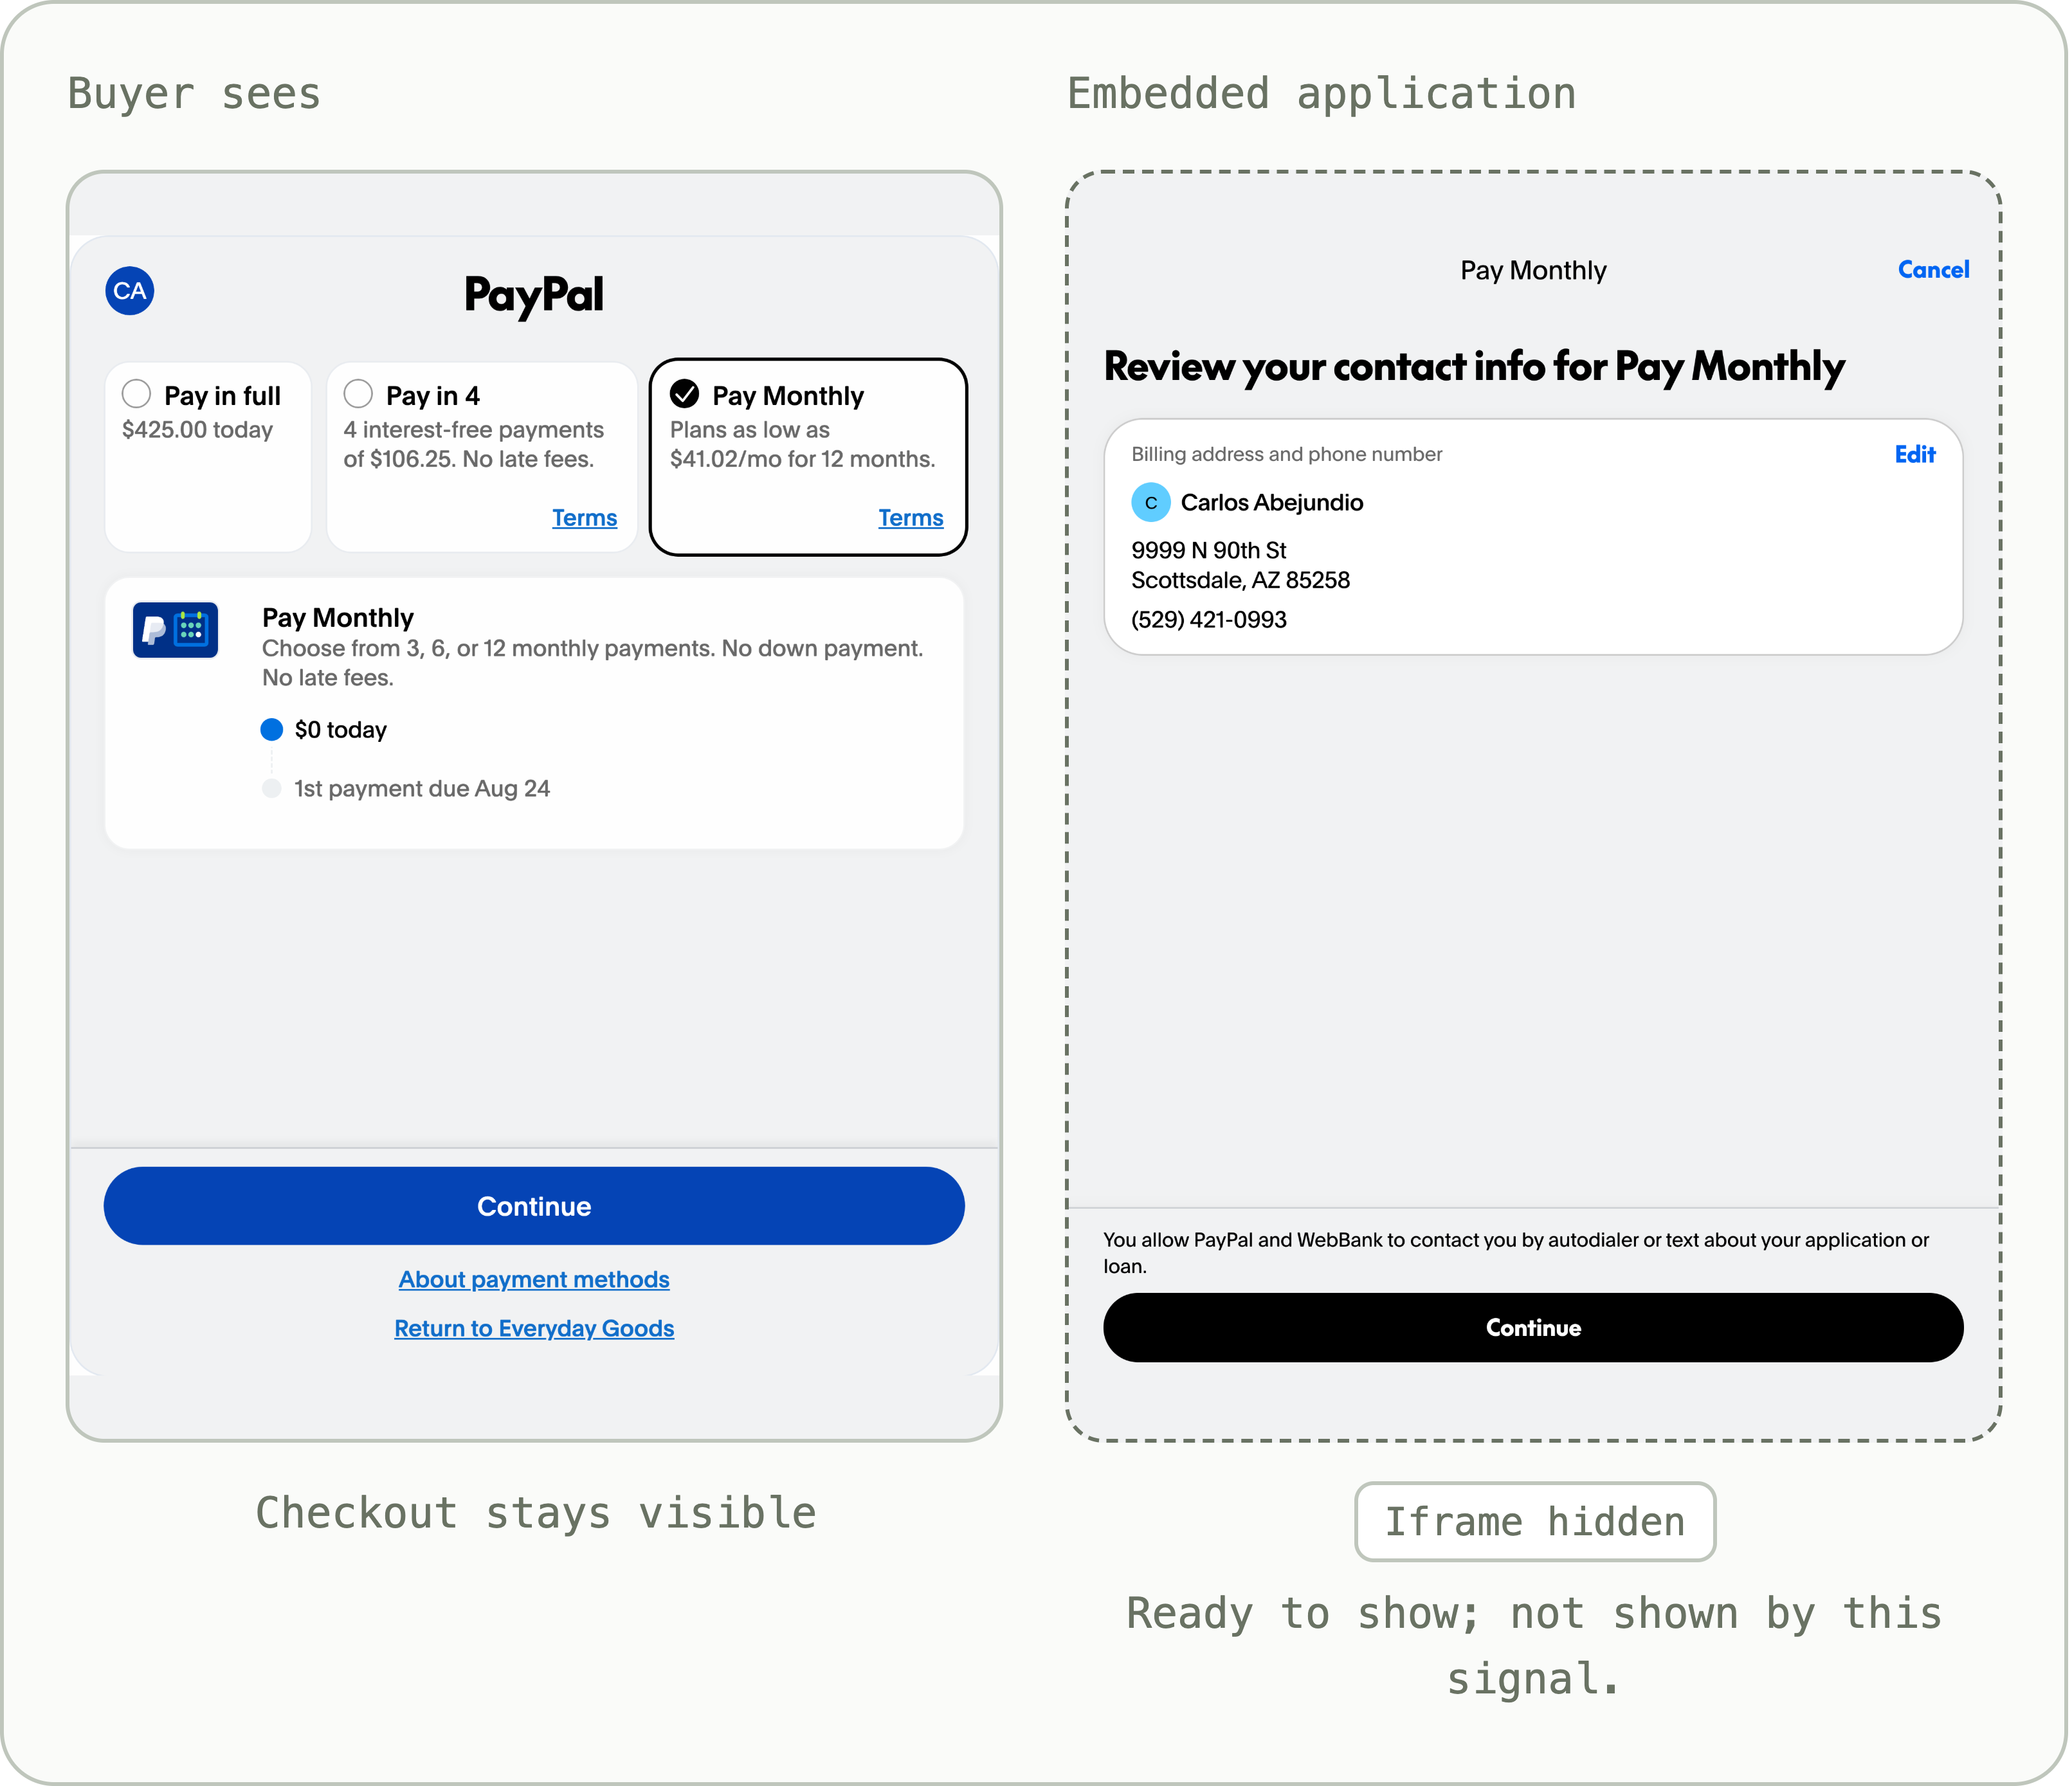 Buyer sees
CA
PayPal
Pay in full
$425.00 today
Pay in 4
4 interest-free payments
of $106.25. No late fees.
Terms
Pay Monthly
Plans as low as
$41.02/mo for 12 months.
Terms
Pay Monthly
Choose from 3, 6, or 12 monthly payments. No down payment.
No late fees.
$0 today
1st payment due Aug 24
Continue
About payment methods
Return to Everyday Goods
Checkout stays visible
Embedded application
Pay Monthly
Cancel
Review your contact info for Pay Monthly
Billing address and phone number
Edit
C
Carlos Abejundio
9999 N 90th St
Scottsdale, AZ 85258
(529) 421-0993
You allow PayPal and WebBank to contact you by autodialer or text about your application or
loan.
Continue
Iframe hidden
Ready to show; not shown by this
signal.